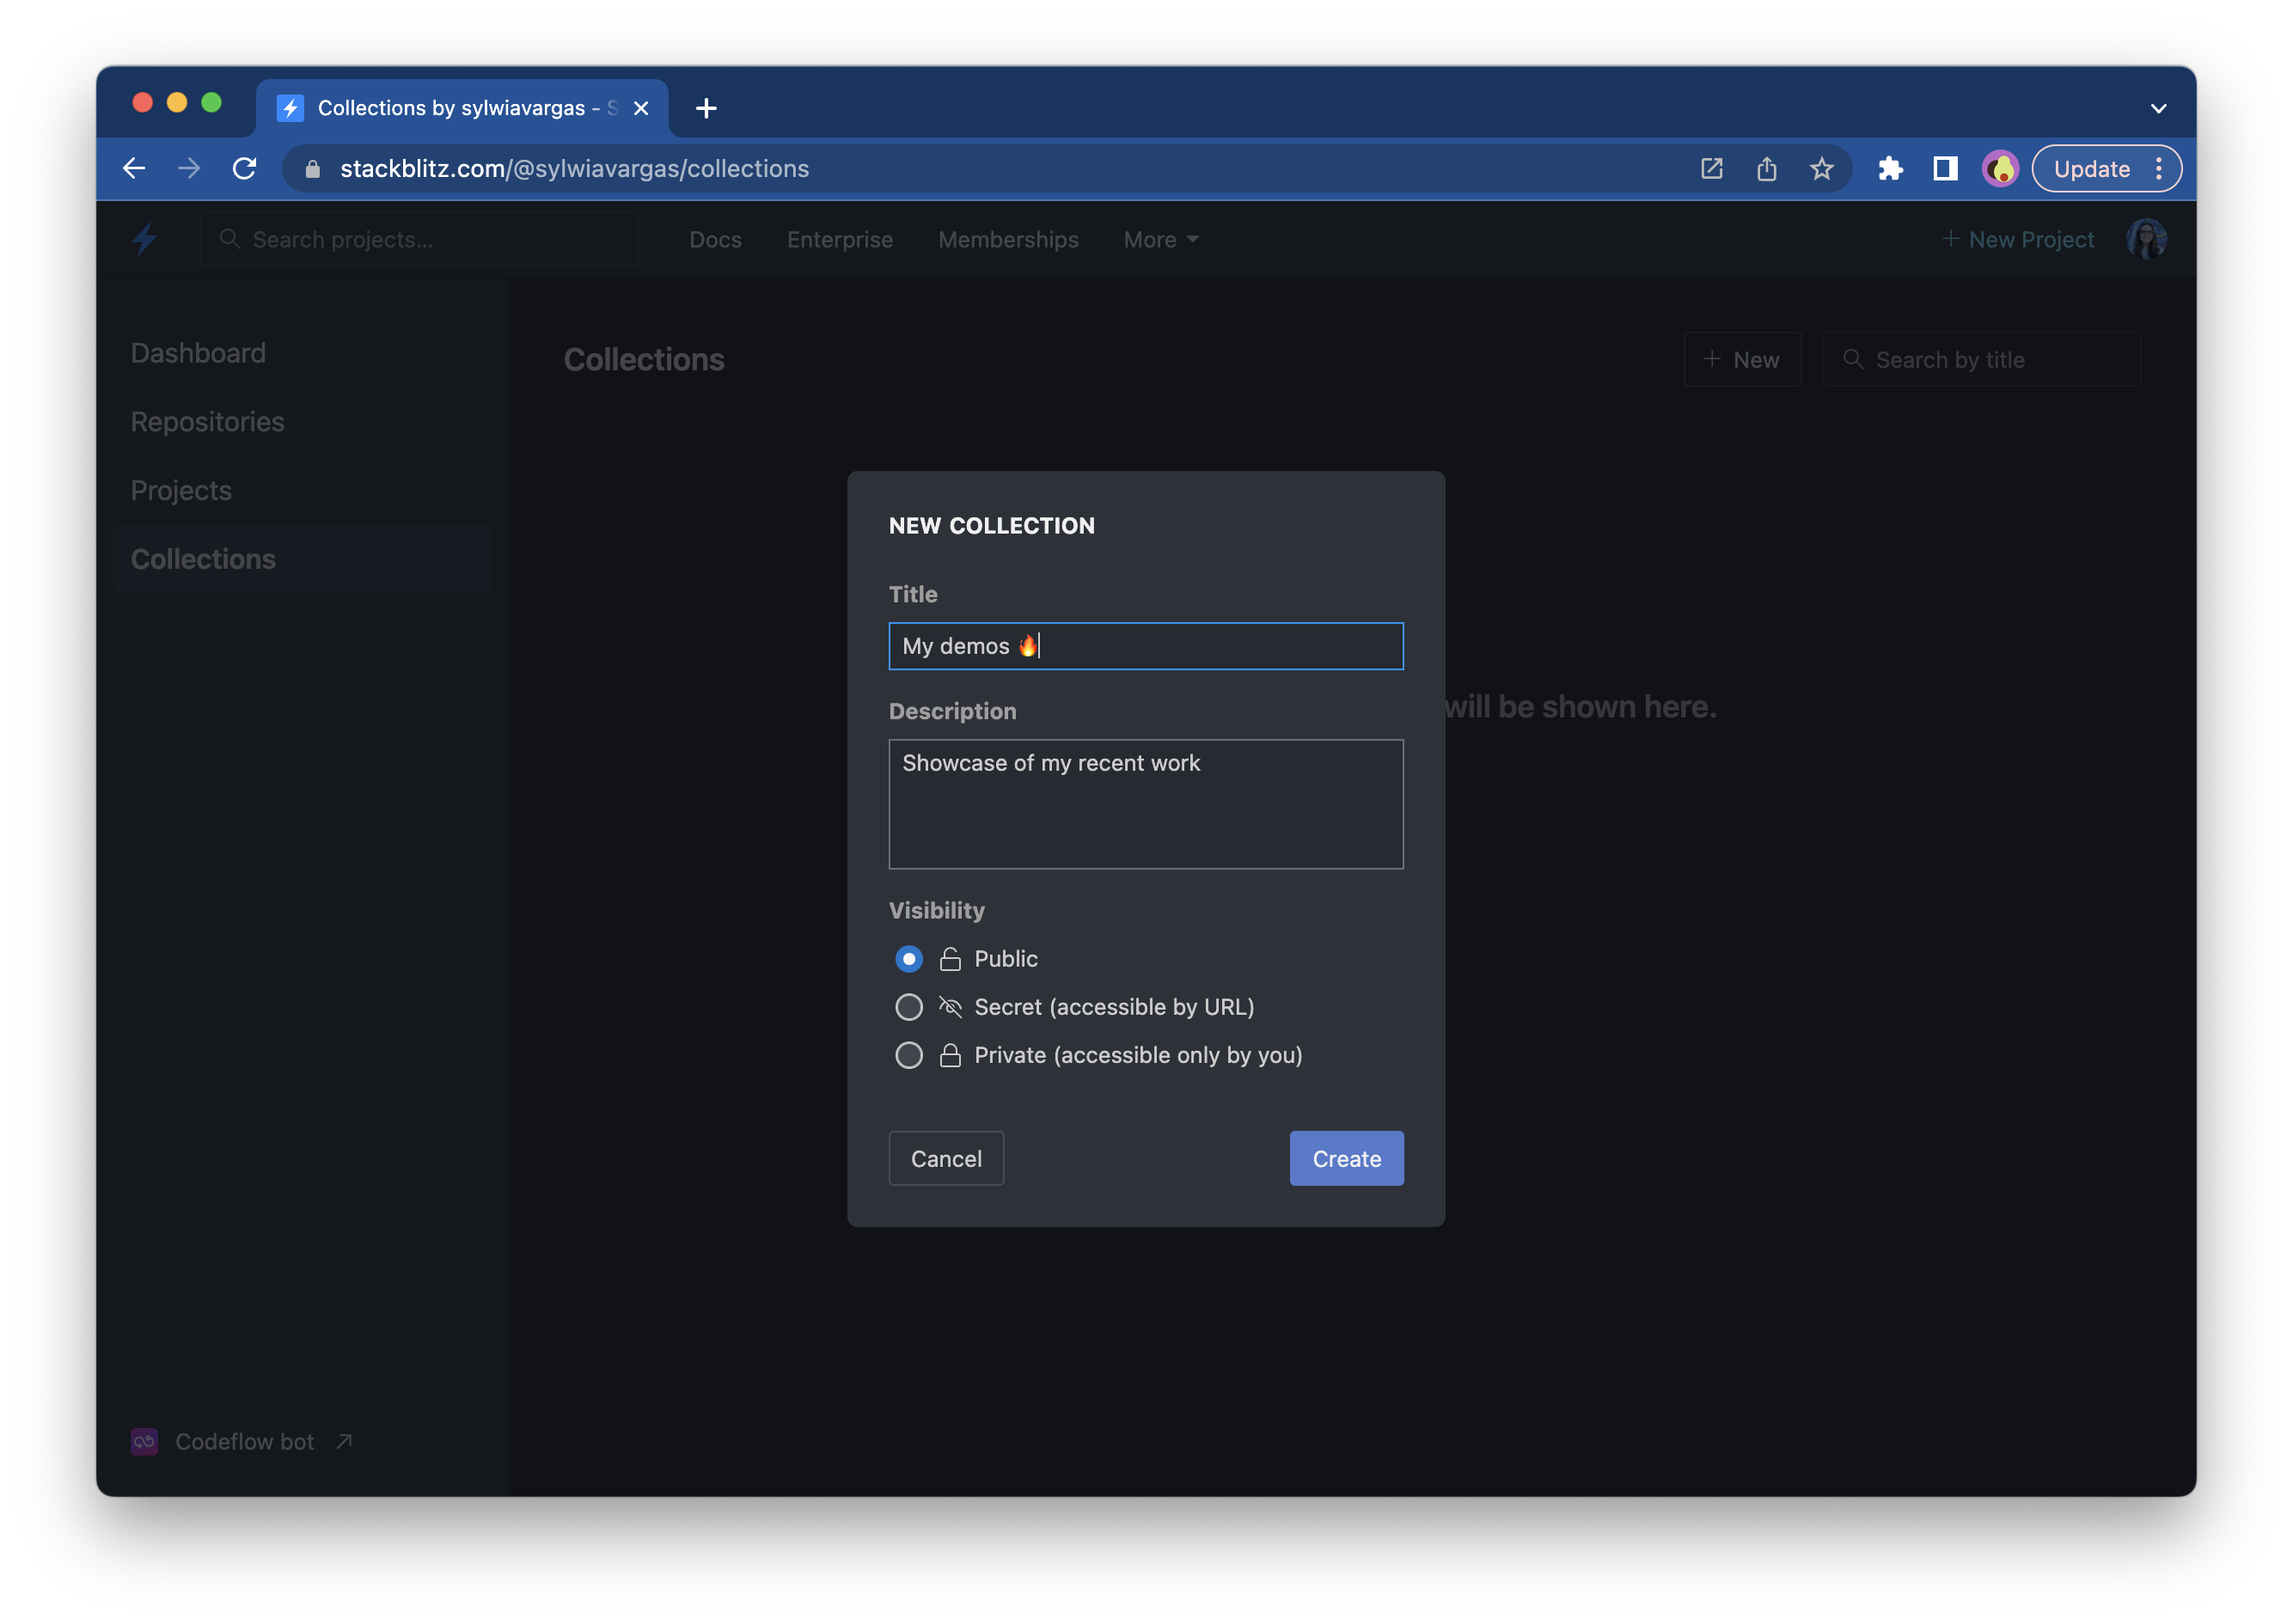 Collections by sylwiavargas - S
stackblitz.com/@sylwiavargas/collections
Update
Search projects...
Docs
Enterprise
Memberships
More
+ New Project
Dashboard
Repositories
Projects
Collections
Collections
+ New
Search by title
will be shown here.
NEW COLLECTION
Title
My demos 🔥
Description
Showcase of my recent work
Visibility
Public
Secret (accessible by URL)
Private (accessible only by you)
Cancel
Create
Codeflow bot